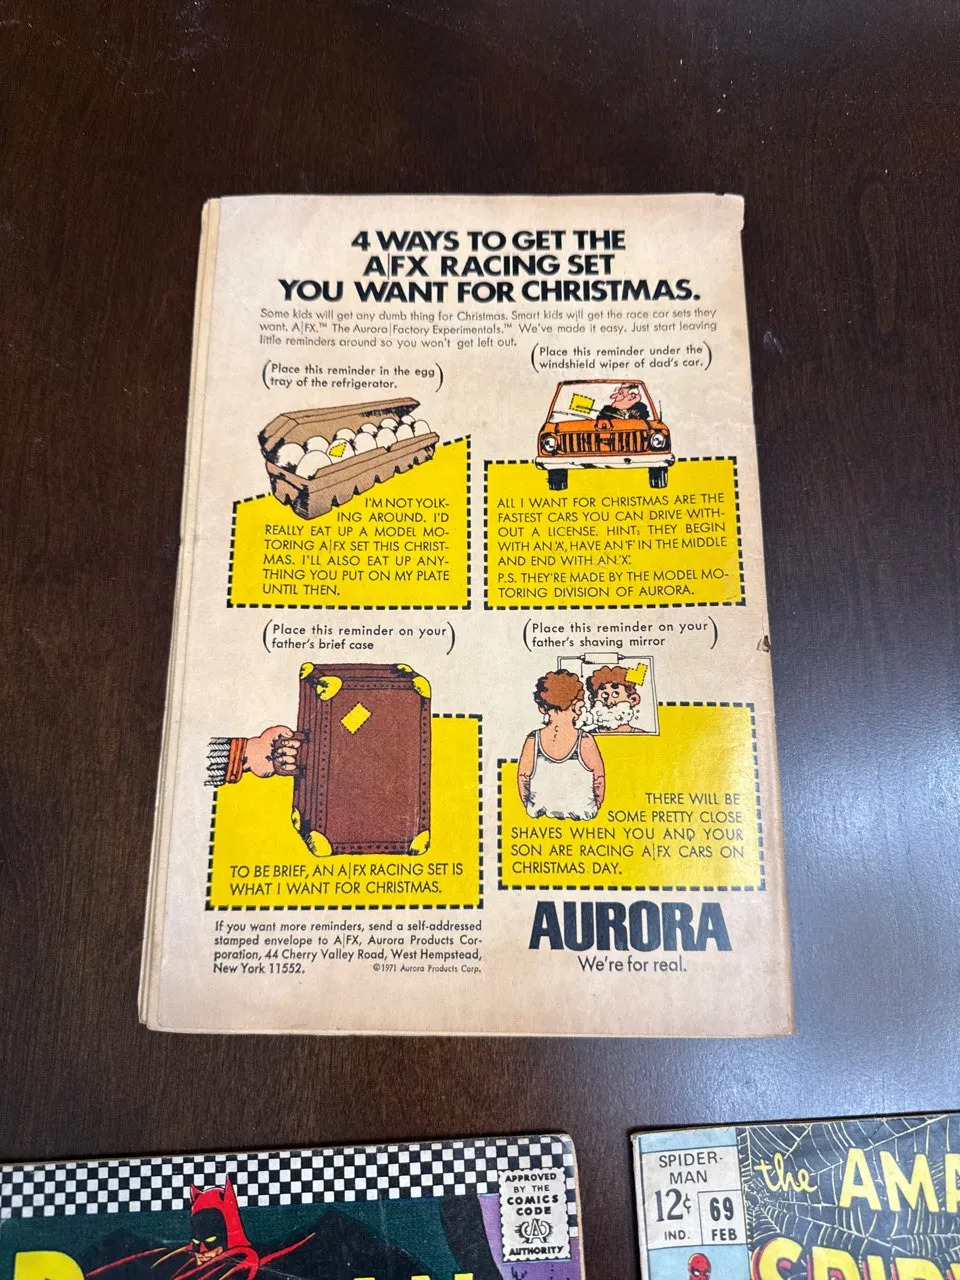 4 WAYS TO GET THE
A|FX RACING SET
YOU WANT FOR CHRISTMAS.
Some kids will get any dumb thing for Christmas. Smart kids will get the race car sets they
want. A|FX.™ The Aurora|Factory Experimentals.™ We've made it easy. Just start leaving
little reminders around so you won't get left out.
(Place this reminder in the egg
tray of the refrigerator.)
(Place this reminder under the
windshield wiper of dad's car.)
I'M NOT YOLK-
ING AROUND. I'D
REALLY EAT UP A MODEL MO-
TORING A|FX SET THIS CHRIST-
MAS. I'LL ALSO EAT UP ANY-
THING YOU PUT ON MY PLATE
UNTIL THEN.
ALL I WANT FOR CHRISTMAS ARE THE
FASTEST CARS YOU CAN DRIVE WITH-
OUT A LICENSE. HINT; THEY BEGIN
WITH AN 'A', HAVE AN 'F' IN THE MIDDLE
AND END WITH AN 'X'.
P.S. THEY'RE MADE BY THE MODEL MO-
TORING DIVISION OF AURORA.
(Place this reminder on your
father's brief case)
(Place this reminder on your
father's shaving mirror)
TO BE BRIEF, AN A|FX RACING SET IS
WHAT I WANT FOR CHRISTMAS.
THERE WILL BE
SOME PRETTY CLOSE
SHAVES WHEN YOU AND YOUR
SON ARE RACING A|FX CARS ON
CHRISTMAS DAY.
If you want more reminders, send a self-addressed
stamped envelope to A|FX, Aurora Products Cor-
poration, 44 Cherry Valley Road, West Hempstead,
New York 11552. ©1971 Aurora Products Corp.
AURORA
We're for real.
APPROVED
BY THE
COMICS
CODE
CA
AUTHORITY
SPIDER-
MAN
12¢
IND.
69
FEB
the AMA
SPI